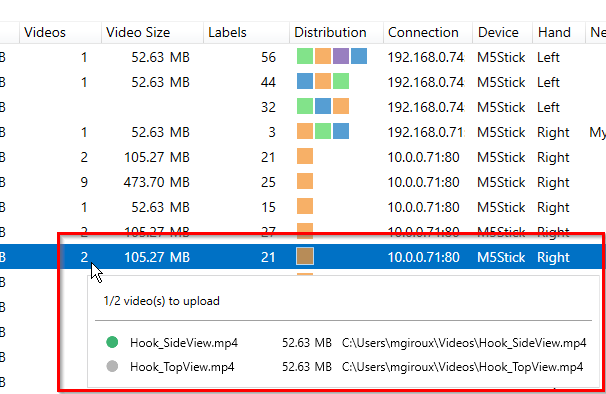 Videos Video Size Labels Distribution Connection Device Hand Ne
B 1 52.63 MB 56 192.168.0.74 M5Stick Left
B 1 52.63 MB 44 192.168.0.74 M5Stick Left
B 32 192.168.0.74 M5Stick Left
B 1 52.63 MB 3 192.168.0.71: M5Stick Right My
B 2 105.27 MB 21 10.0.0.71:80 M5Stick Right
B 9 473.70 MB 25 10.0.0.71:80 M5Stick Right
B 1 52.63 MB 15 10.0.0.71:80 M5Stick Right
B 2 105.27 MB 27 10.0.0.71:80 M5Stick Right
B 2 105.27 MB 21 10.0.0.71:80 M5Stick Right
B
1/2 video(s) to upload
B
B Hook_SideView.mp4 52.63 MB C:\Users\mgiroux\Videos\Hook_SideView.mp4
B Hook_TopView.mp4 52.63 MB C:\Users\mgiroux\Videos\Hook_TopView.mp4
B